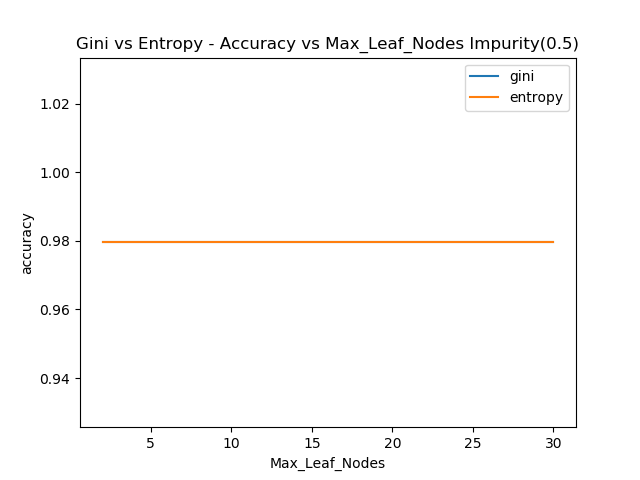 Gini vs Entropy - Accuracy vs Max_Leaf_Nodes Impurity(0.5)
gini
entropy
1.02
1.00
0.98
0.96
0.94
accuracy
5 10 15 20 25 30
Max_Leaf_Nodes